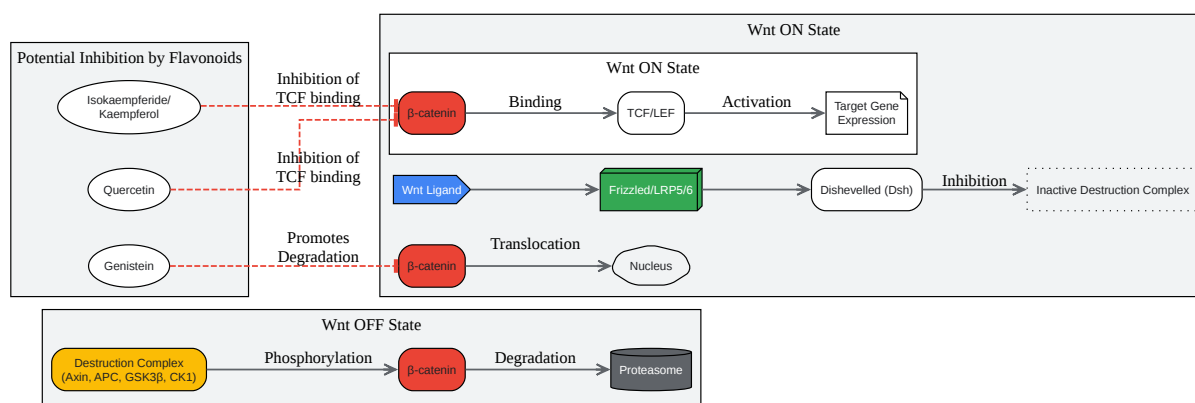 Wnt ON State
Potential Inhibition by Flavonoids
Wnt ON State
Isokaempferide/
Kaempferol
Inhibition of
TCF binding
β-catenin
Binding
TCF/LEF
Activation
Target Gene
Expression
Quercetin
Inhibition of
TCF binding
Wnt Ligand
Frizzled/LRP5/6
Dishevelled (Dsh)
Inhibition
Inactive Destruction Complex
Genistein
Promotes
Degradation
β-catenin
Translocation
Nucleus
Wnt OFF State
Destruction Complex
(Axin, APC, GSK3β, CK1)
Phosphorylation
β-catenin
Degradation
Proteasome